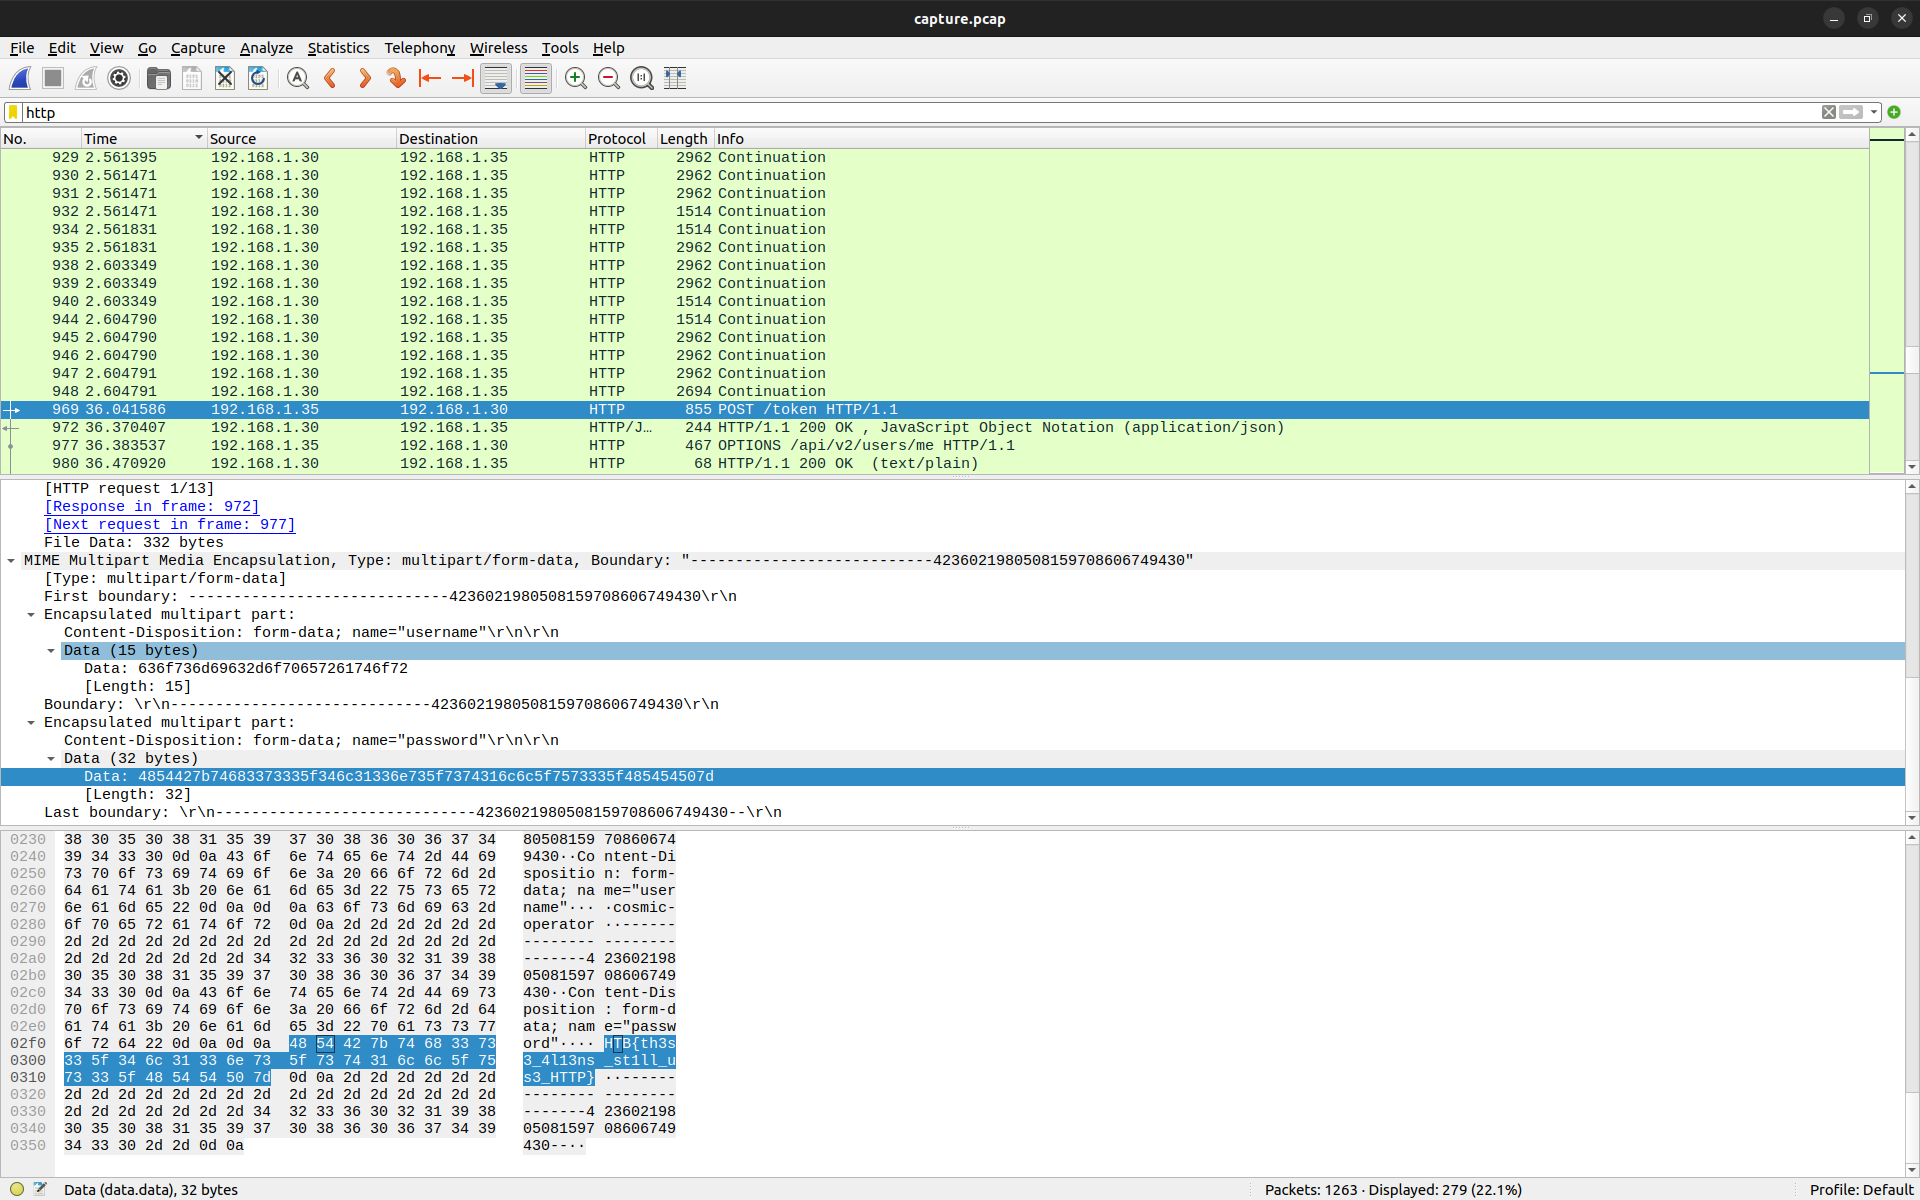 capture.pcap
File Edit View Go Capture Analyze Statistics Telephony Wireless Tools Help
http
No. Time Source Destination Protocol Length Info
929 2.561395 192.168.1.30 192.168.1.35 HTTP 2962 Continuation
930 2.561471 192.168.1.30 192.168.1.35 HTTP 2962 Continuation
931 2.561471 192.168.1.30 192.168.1.35 HTTP 2962 Continuation
932 2.561471 192.168.1.30 192.168.1.35 HTTP 1514 Continuation
934 2.561831 192.168.1.30 192.168.1.35 HTTP 1514 Continuation
935 2.561831 192.168.1.30 192.168.1.35 HTTP 2962 Continuation
938 2.603349 192.168.1.30 192.168.1.35 HTTP 2962 Continuation
939 2.603349 192.168.1.30 192.168.1.35 HTTP 2962 Continuation
940 2.603349 192.168.1.30 192.168.1.35 HTTP 1514 Continuation
944 2.604790 192.168.1.30 192.168.1.35 HTTP 1514 Continuation
945 2.604790 192.168.1.30 192.168.1.35 HTTP 2962 Continuation
946 2.604790 192.168.1.30 192.168.1.35 HTTP 2962 Continuation
947 2.604790 192.168.1.30 192.168.1.35 HTTP 2962 Continuation
948 2.604791 192.168.1.30 192.168.1.35 HTTP 2694 Continuation
969 36.041586 192.168.1.35 192.168.1.30 HTTP 855 POST /token HTTP/1.1
972 36.370407 192.168.1.30 192.168.1.35 HTTP/J… 244 HTTP/1.1 200 OK , JavaScript Object Notation (application/json)
977 36.383537 192.168.1.35 192.168.1.30 HTTP 467 OPTIONS /api/v2/users/me HTTP/1.1
980 36.470920 192.168.1.30 192.168.1.35 HTTP 68 HTTP/1.1 200 OK  (text/plain)
[HTTP request 1/13]
[Response in frame: 972]
[Next request in frame: 977]
File Data: 332 bytes
MIME Multipart Media Encapsulation, Type: multipart/form-data, Boundary: "---------------------------4236021980508159708606749430"
[Type: multipart/form-data]
First boundary: -----------------------------4236021980508159708606749430\r\n
Encapsulated multipart part:
Content-Disposition: form-data; name="username"\r\n\r\n
Data (15 bytes)
Data: 636f736d69632d6f70657261746f72
[Length: 15]
Boundary: \r\n-----------------------------4236021980508159708606749430\r\n
Encapsulated multipart part:
Content-Disposition: form-data; name="password"\r\n\r\n
Data (32 bytes)
Data: 4854427b74683373335f346c31336e735f7374316c6c5f7573335f485454507d
[Length: 32]
Last boundary: \r\n-----------------------------4236021980508159708606749430--\r\n
0230 38 30 35 30 38 31 35 39 37 30 38 36 30 36 37 34 80508159 70860674
0240 39 34 33 30 0d 0a 43 6f 6e 74 65 6e 74 2d 44 69 9430··Co ntent-Di
0250 73 70 6f 73 69 74 69 6f 6e 3a 20 66 6f 72 6d 2d spositio n: form-
0260 64 61 74 61 3b 20 6e 61 6d 65 3d 22 75 73 65 72 data; na me="user
0270 6e 61 6d 65 22 0d 0a 0d 0a 63 6f 73 6d 69 63 2d name"··· ·cosmic-
0280 6f 70 65 72 61 74 6f 72 0d 0a 2d 2d 2d 2d 2d 2d operator ··------
0290 2d 2d 2d 2d 2d 2d 2d 2d 2d 2d 2d 2d 2d 2d 2d 2d -------- --------
02a0 2d 2d 2d 2d 2d 2d 2d 34 32 33 36 30 32 31 39 38 -------4 23602198
02b0 30 35 30 38 31 35 39 37 30 38 36 30 36 37 34 39 05081597 08606749
02c0 34 33 30 0d 0a 43 6f 6e 74 65 6e 74 2d 44 69 73 430··Con tent-Dis
02d0 70 6f 73 69 74 69 6f 6e 3a 20 66 6f 72 6d 2d 64 position : form-d
02e0 61 74 61 3b 20 6e 61 6d 65 3d 22 70 61 73 73 77 ata; nam e="passw
02f0 6f 72 64 22 0d 0a 0d 0a 48 54 42 7b 74 68 33 73 ord"···· HTB{th3s
0300 33 5f 34 6c 31 33 6e 73 5f 73 74 31 6c 6c 5f 75 3_4l13ns _st1ll_u
0310 73 33 5f 48 54 54 50 7d 0d 0a 2d 2d 2d 2d 2d 2d s3_HTTP} ··------
0320 2d 2d 2d 2d 2d 2d 2d 2d 2d 2d 2d 2d 2d 2d 2d 2d -------- --------
0330 2d 2d 2d 2d 2d 2d 2d 34 32 33 36 30 32 31 39 38 -------4 23602198
0340 30 35 30 38 31 35 39 37 30 38 36 30 36 37 34 39 05081597 08606749
0350 34 33 30 2d 2d 0d 0a 430--··
Data (data.data), 32 bytes
Packets: 1263 · Displayed: 279 (22.1%)
Profile: Default